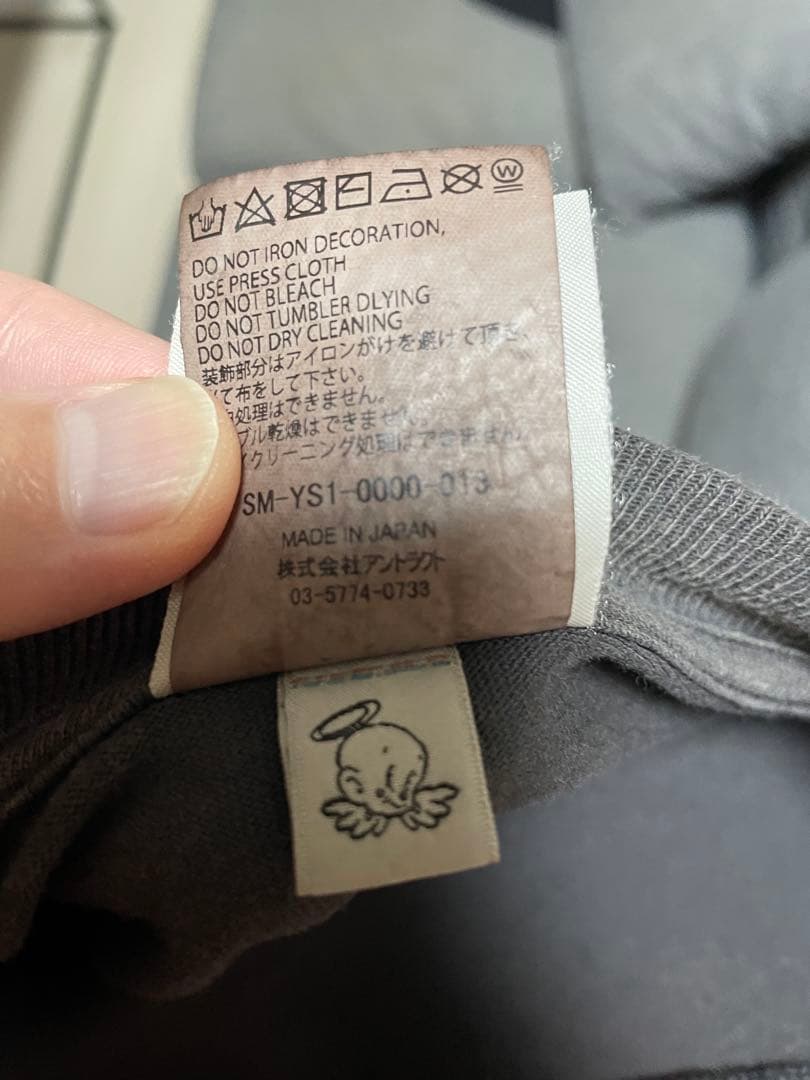 W
DO NOT IRON DECORATION,
USE PRESS CLOTH
DO NOT BLEACH
DO NOT TUMBLER DLYING
DO NOT DRY CLEANING
装飾部分はアイロンがけを避けて頂き、
て布をして下さい。
処理はできません。
ブル乾燥はできません。
クリーニング処理はできません。
SM-YS1-0000-013
MADE IN JAPAN
株式会社アントラクト
03-5774-0733